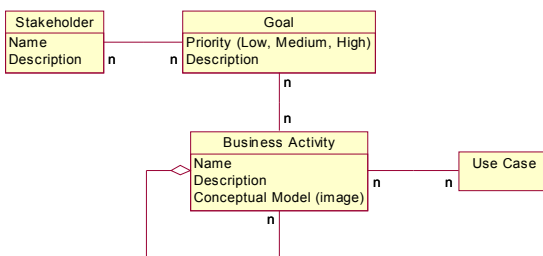 Stakeholder
Name
Description
n
n
Goal
Priority (Low, Medium, High)
Description
n
n
Business Activity
Name
Description
Conceptual Model (image)
n
n
n
Use Case